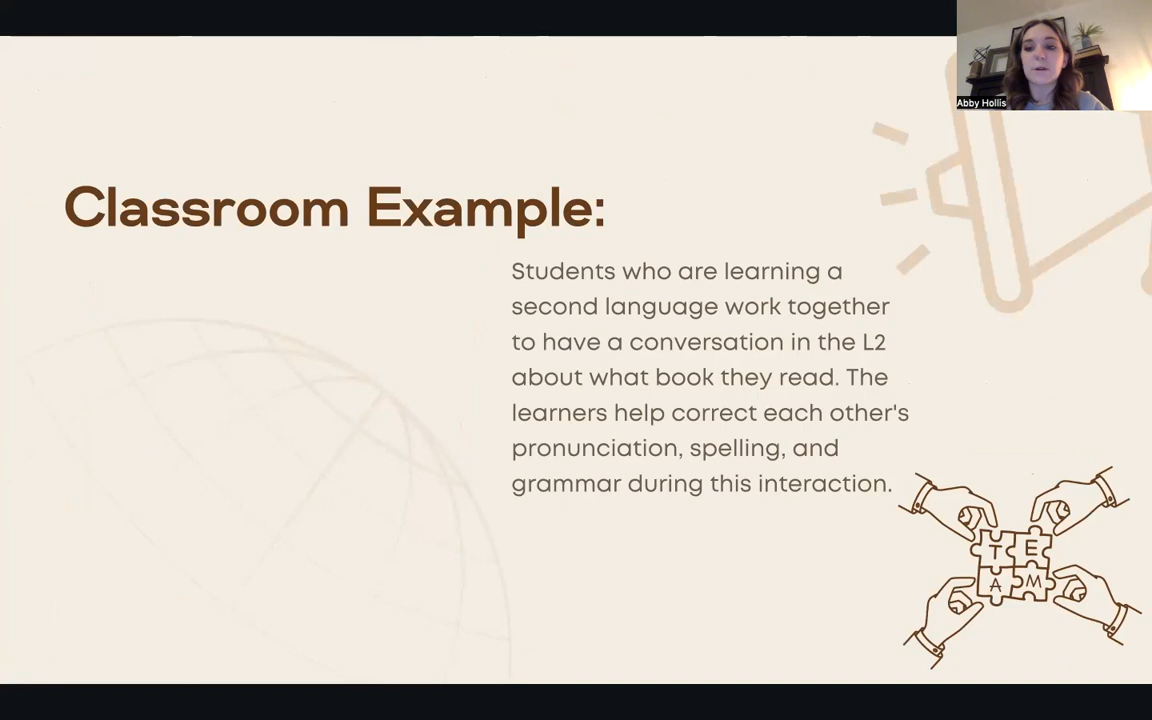 Abby Hollis
Classroom Example:
Students who are learning a
second language work together
to have a conversation in the L2
about what book they read. The
learners help correct each other's
pronunciation, spelling, and
grammar during this interaction.
T E
A M